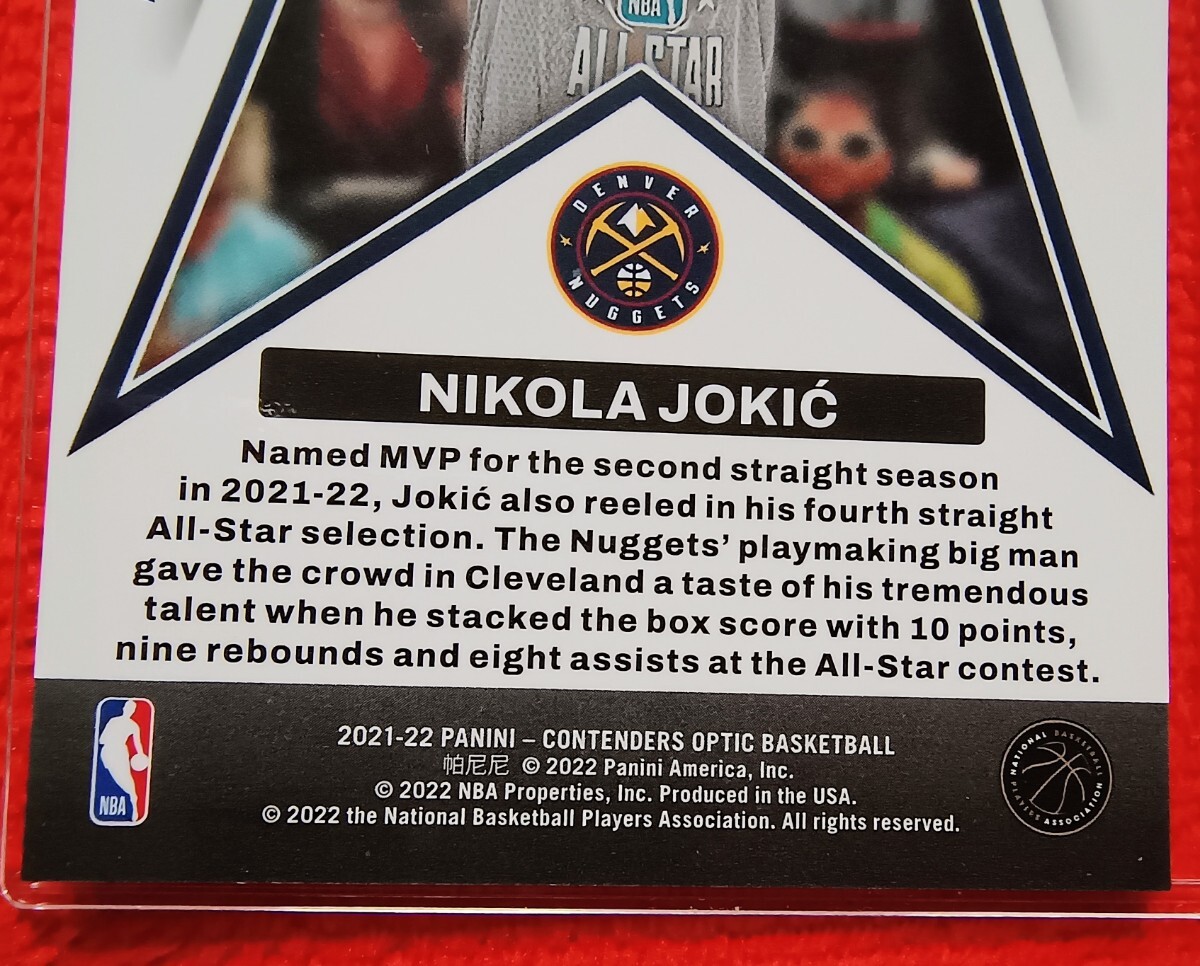 NBA
ALL STAR
DENVER
NUGGETS
NIKOLA JOKIĆ
Named MVP for the second straight season
in 2021-22, Jokić also reeled in his fourth straight
All-Star selection. The Nuggets’ playmaking big man
gave the crowd in Cleveland a taste of his tremendous
talent when he stacked the box score with 10 points,
nine rebounds and eight assists at the All-Star contest.
2021-22 PANINI – CONTENDERS OPTIC BASKETBALL
帕尼尼 © 2022 Panini America, Inc.
© 2022 NBA Properties, Inc. Produced in the USA.
© 2022 the National Basketball Players Association. All rights reserved.
NBA
NATIONAL BASKETBALL
PLAYERS ASSOCIATION